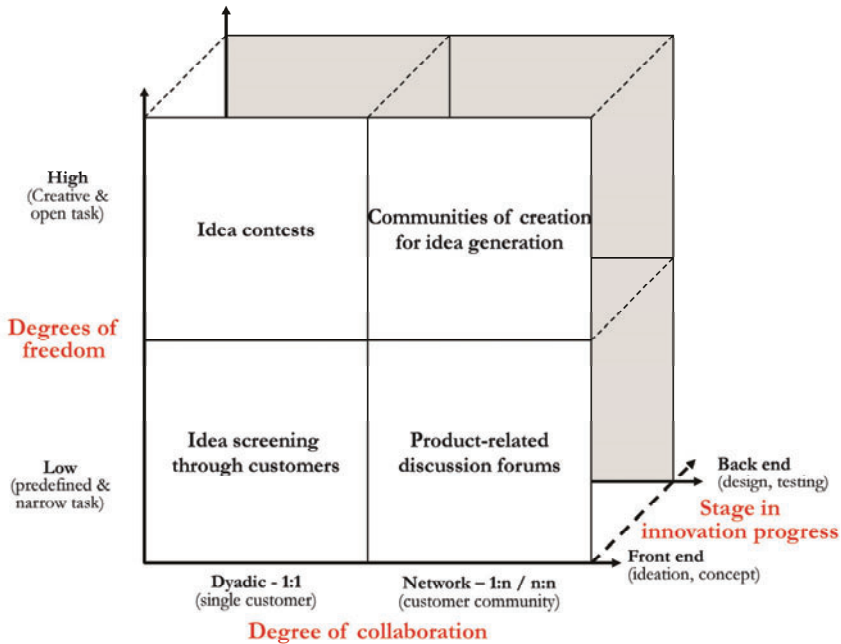 High
(Creative &
open task)
Idea contests
Communities of creation
for idea generation
Degrees of
freedom
Low
(predefined &
narrow task)
Idea screening
through customers
Product-related
discussion forums
Back end
(design, testing)
Stage in
innovation progress
Front end
(ideation, concept)
Dyadic - 1:1
(single customer)
Network – 1:n / n:n
(customer community)
Degree of collaboration